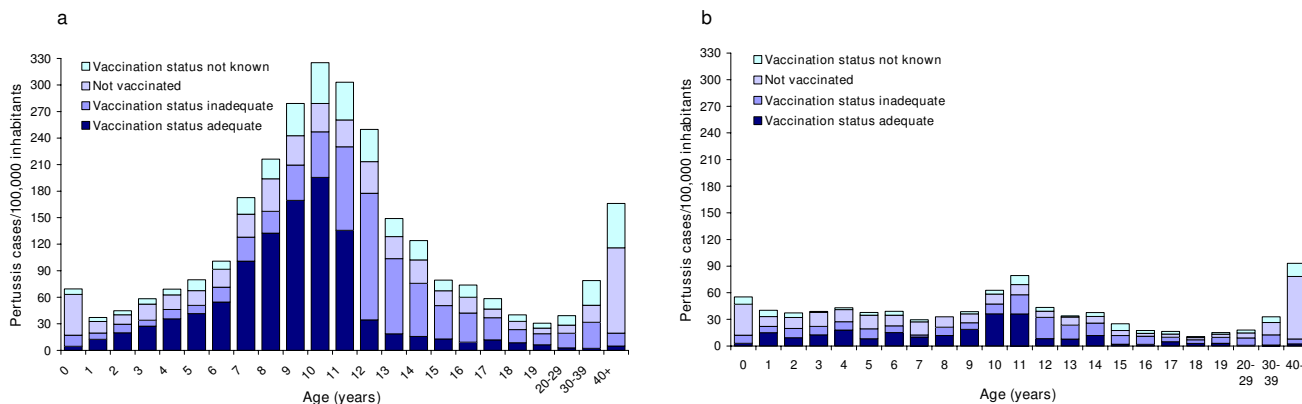 a
330
300
270
240
210
180
150
120
90
60
30
0
Pertussis cases/100,000 inhabitants
Vaccination status not known
Not vaccinated
Vaccination status inadequate
Vaccination status adequate
0 1 2 3 4 5 6 7 8 9 10 11 12 13 14 15 16 17 18 19 20-29 30-39 40+
Age (years)
b
330
300
270
240
210
180
150
120
90
60
30
0
Pertussis cases/100,000 inhabitants
Vaccination status not known
Not vaccinated
Vaccination status inadequate
Vaccination status adequate
0 1 2 3 4 5 6 7 8 9 10 11 12 13 14 15 16 17 18 19 20- 30- 40-
29 39
Age (years)